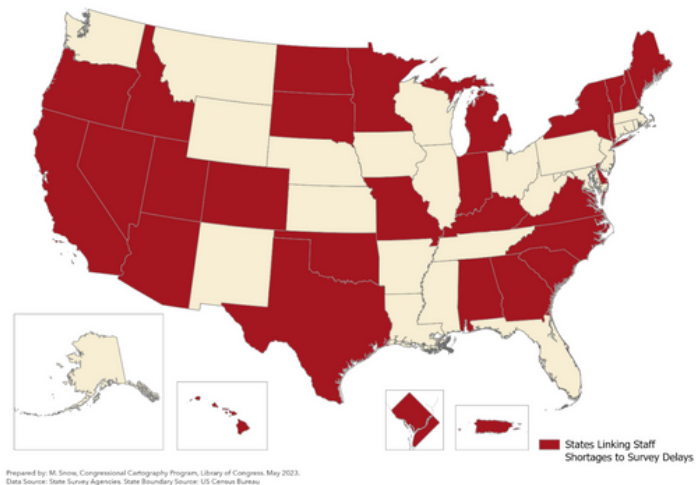 States Linking Staff
Shortages to Survey Delays
Prepared by: M. Snow, Congressional Cartography Program, Library of Congress. May 2023.
Data Source: State Survey Agencies, State Boundary Source: US Census Bureau